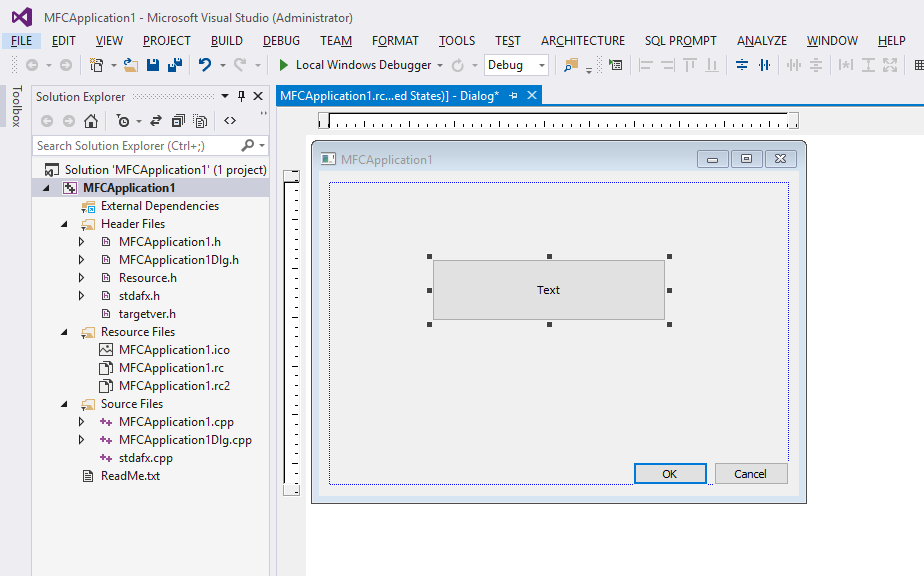 MFCApplication1 - Microsoft Visual Studio (Administrator)
FILE EDIT VIEW PROJECT BUILD DEBUG TEAM FORMAT TOOLS TEST ARCHITECTURE SQL PROMPT ANALYZE WINDOW HELP
Local Windows Debugger Debug
Toolbox
Solution Explorer
Search Solution Explorer (Ctrl+;)
Solution 'MFCApplication1' (1 project)
MFCApplication1
External Dependencies
Header Files
MFCApplication1.h
MFCApplication1Dlg.h
Resource.h
stdafx.h
targetver.h
Resource Files
MFCApplication1.ico
MFCApplication1.rc
MFCApplication1.rc2
Source Files
MFCApplication1.cpp
MFCApplication1Dlg.cpp
stdafx.cpp
ReadMe.txt
MFCApplication1.rc...ed States)] - Dialog*
MFCApplication1
Text
OK Cancel